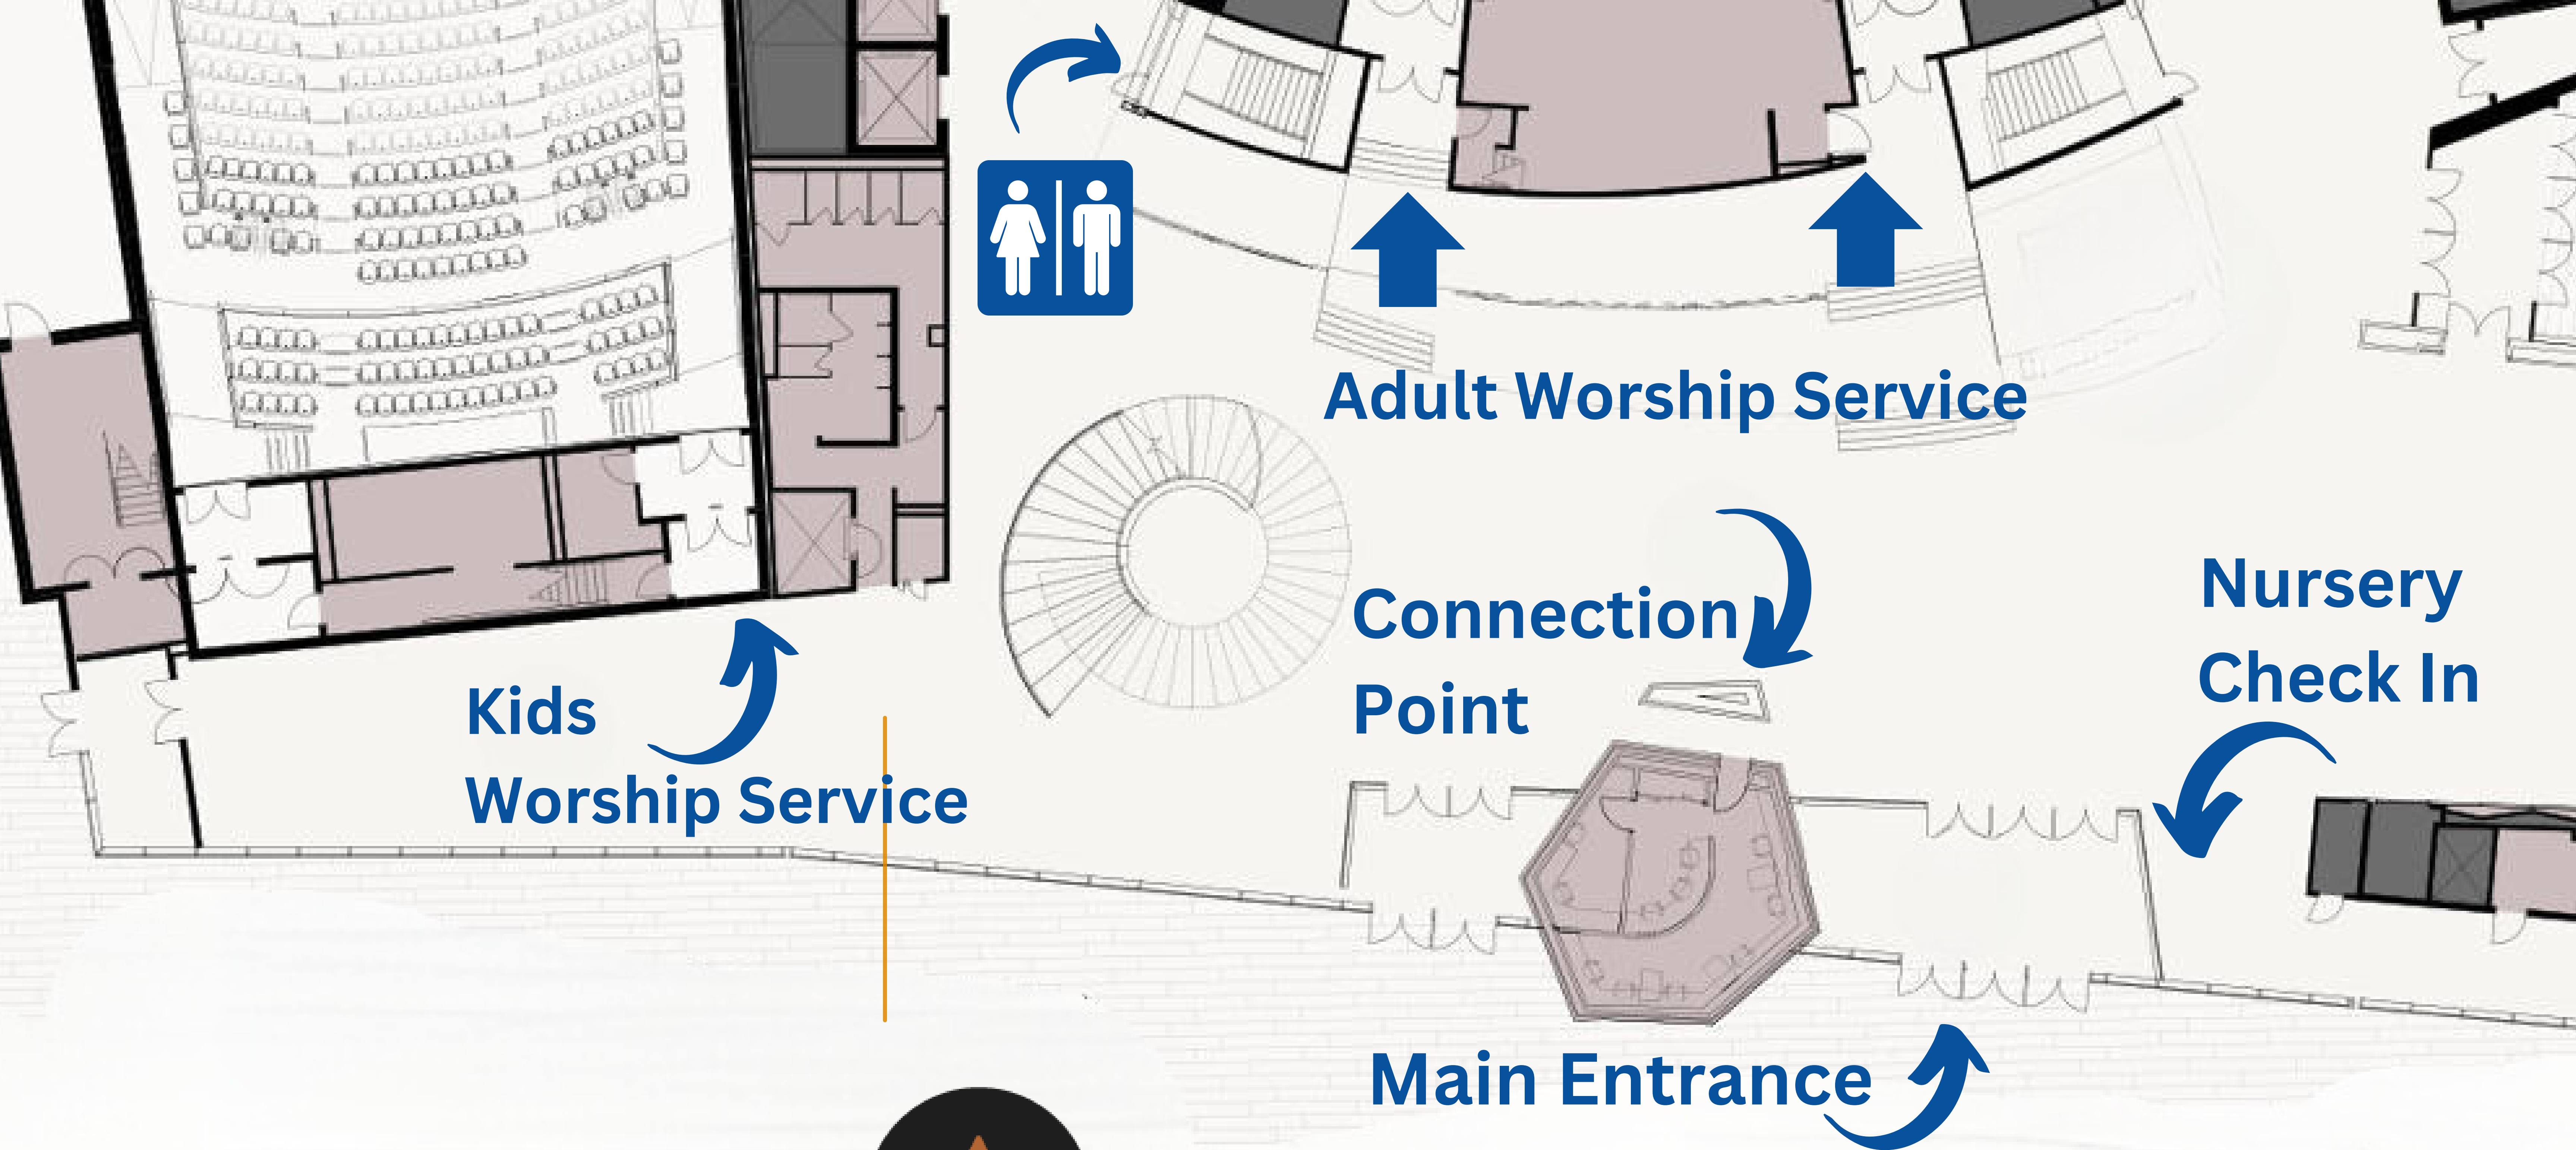 Adult Worship Service
Connection
Point
Nursery
Check In
Kids
Worship Service
Main Entrance